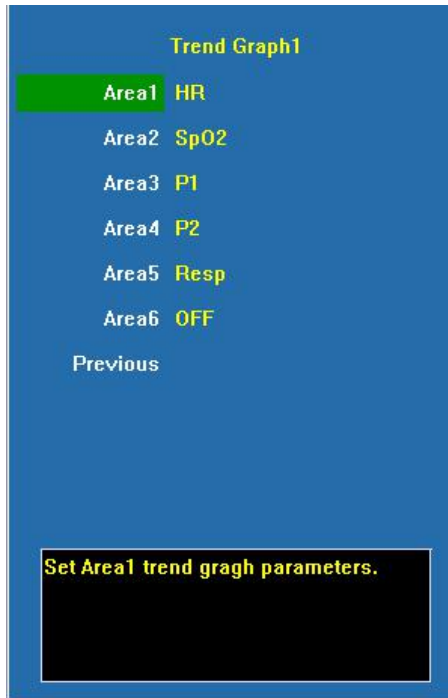 Trend Graph1
Area1 HR
Area2 SpO2
Area3 P1
Area4 P2
Area5 Resp
Area6 OFF
Previous
Set Area1 trend gragh parameters.